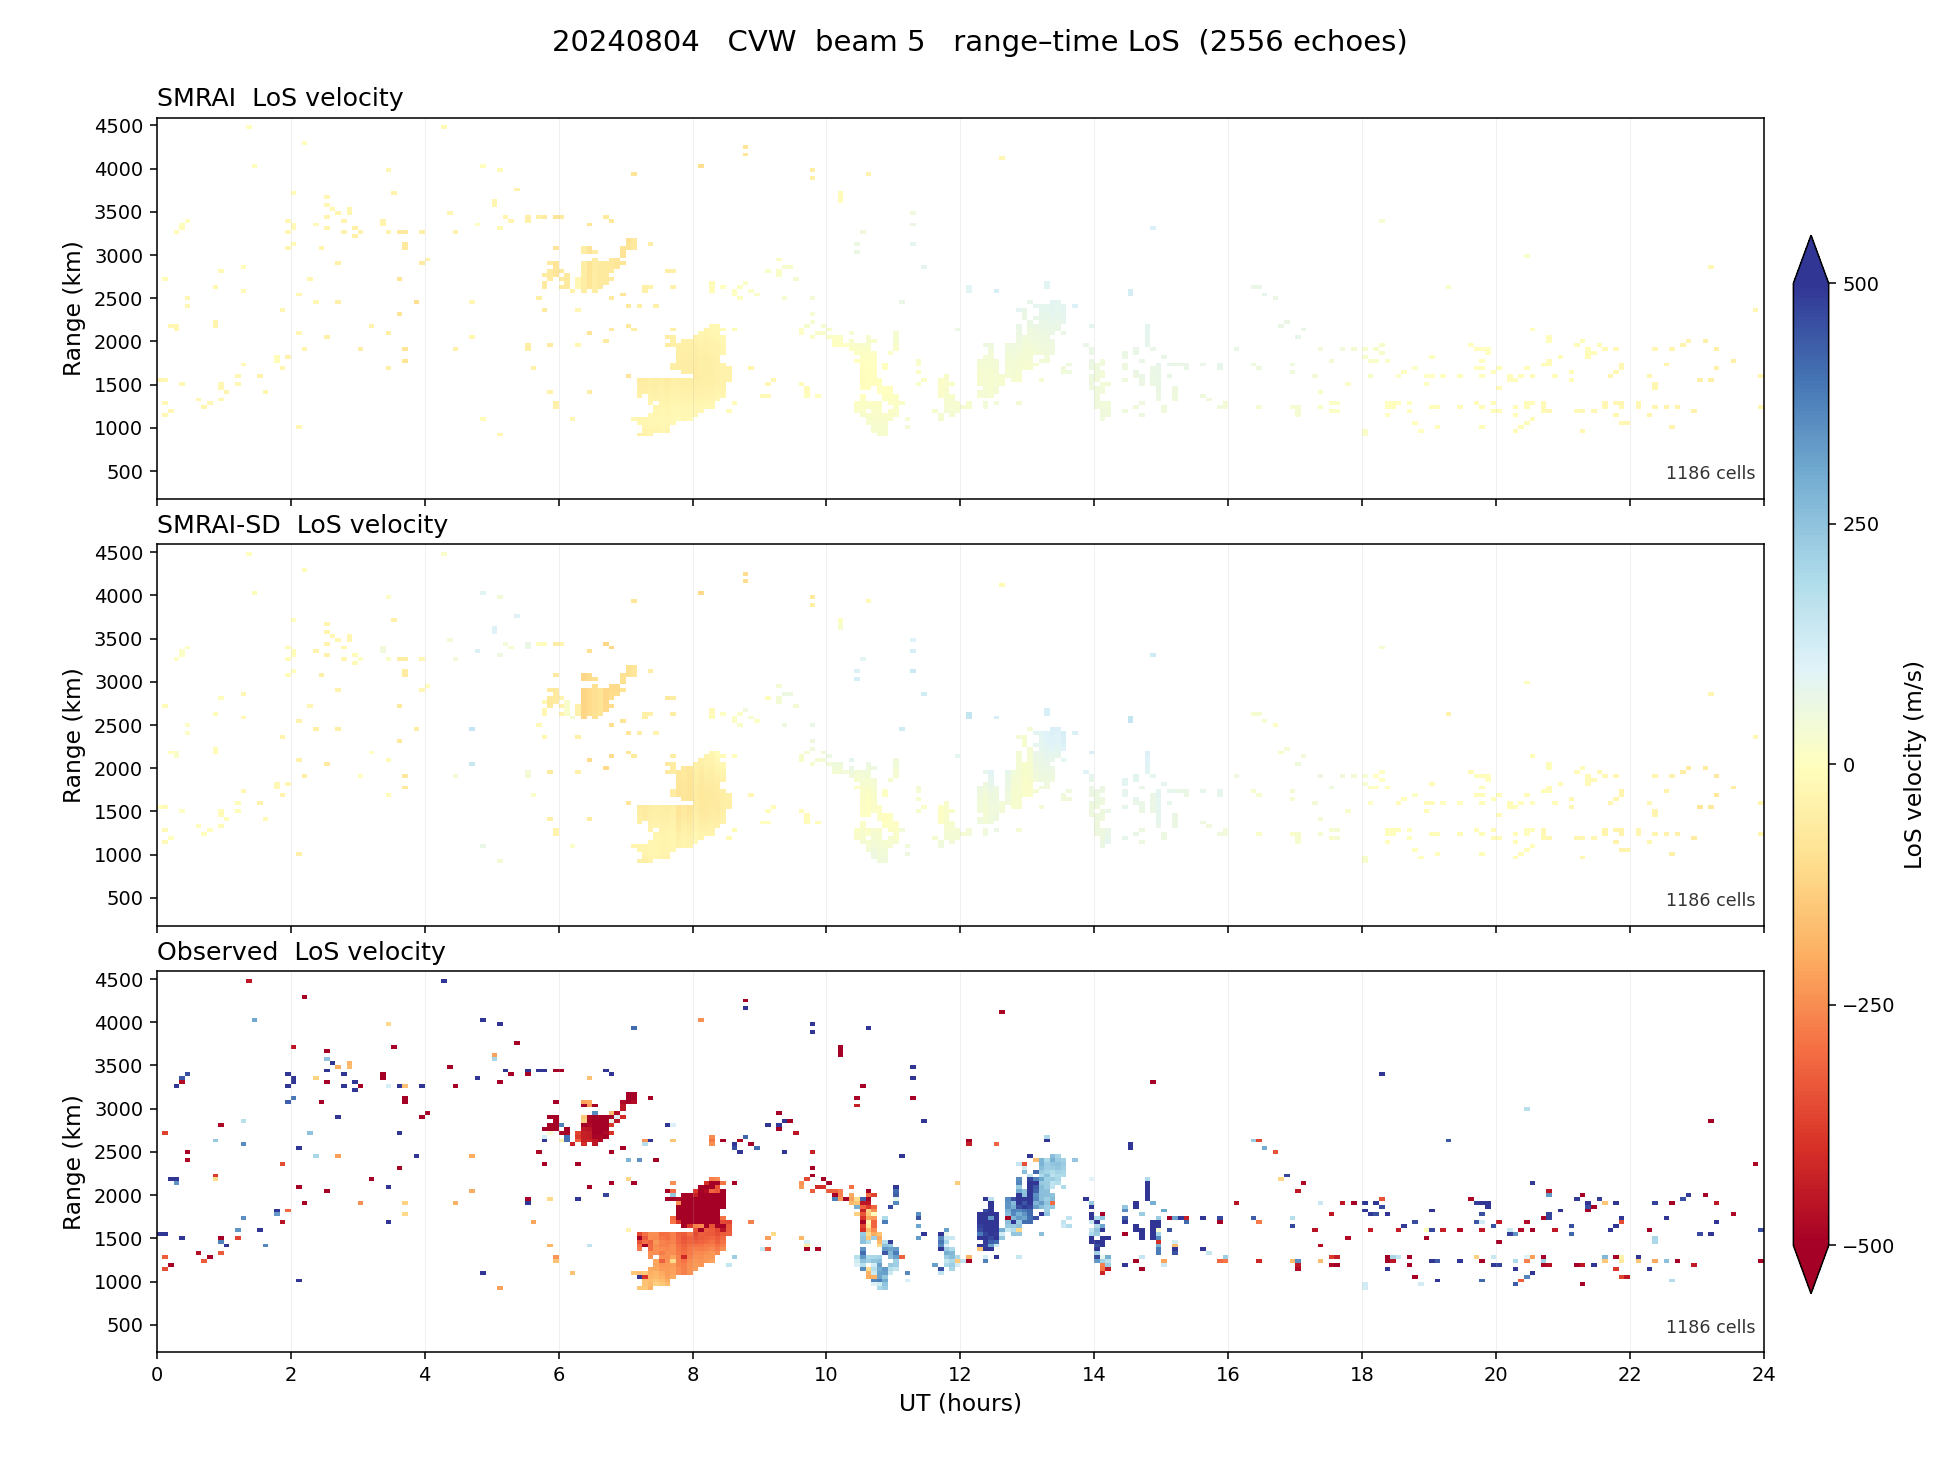 20240804   CVW  beam 5   range–time LoS  (2556 echoes)
SMRAI  LoS velocity
4500
4000
3500
3000
2500
2000
1500
1000
500
Range (km)
1186 cells
SMRAI-SD  LoS velocity
4500
4000
3500
3000
2500
2000
1500
1000
500
Range (km)
1186 cells
Observed  LoS velocity
4500
4000
3500
3000
2500
2000
1500
1000
500
Range (km)
1186 cells
0 2 4 6 8 10 12 14 16 18 20 22 24
UT (hours)
500
250
0
−250
−500
LoS velocity (m/s)